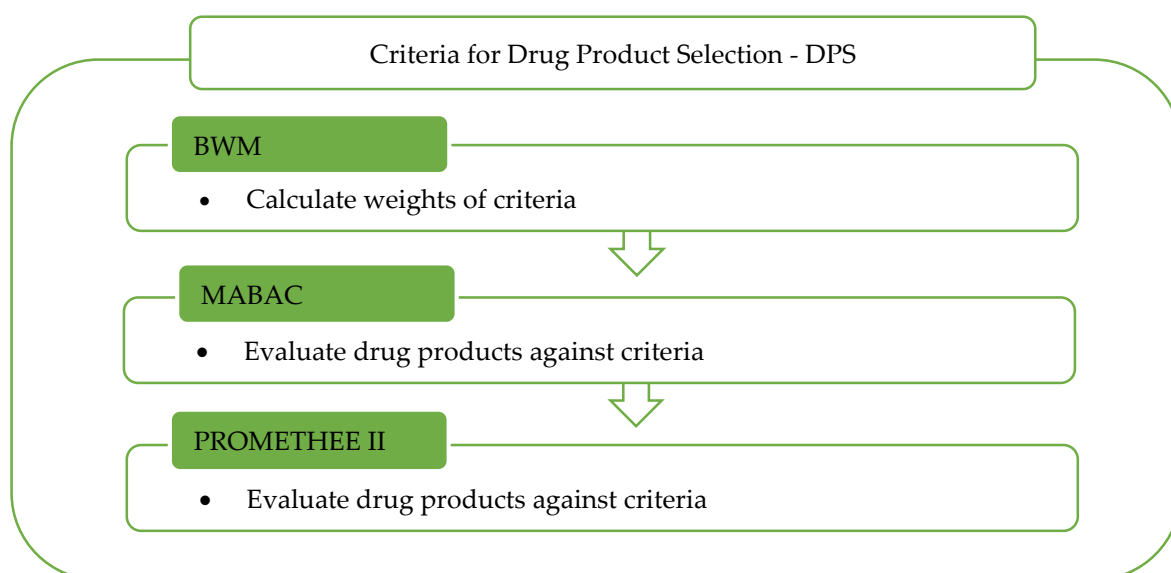 Criteria for Drug Product Selection - DPS
BWM
• Calculate weights of criteria
MABAC
• Evaluate drug products against criteria
PROMETHEE II
• Evaluate drug products against criteria